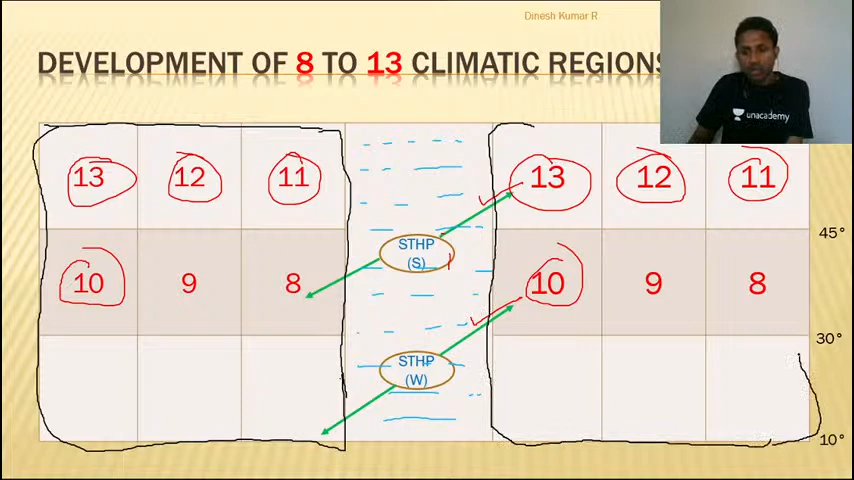 Dinesh Kumar R
DEVELOPMENT OF 8 TO 13 CLIMATIC REGIONS
unacademy
13 12 11 13 12 11
45°
STHP
(S)
10 9 8 10 9 8
30°
STHP
(W)
10°